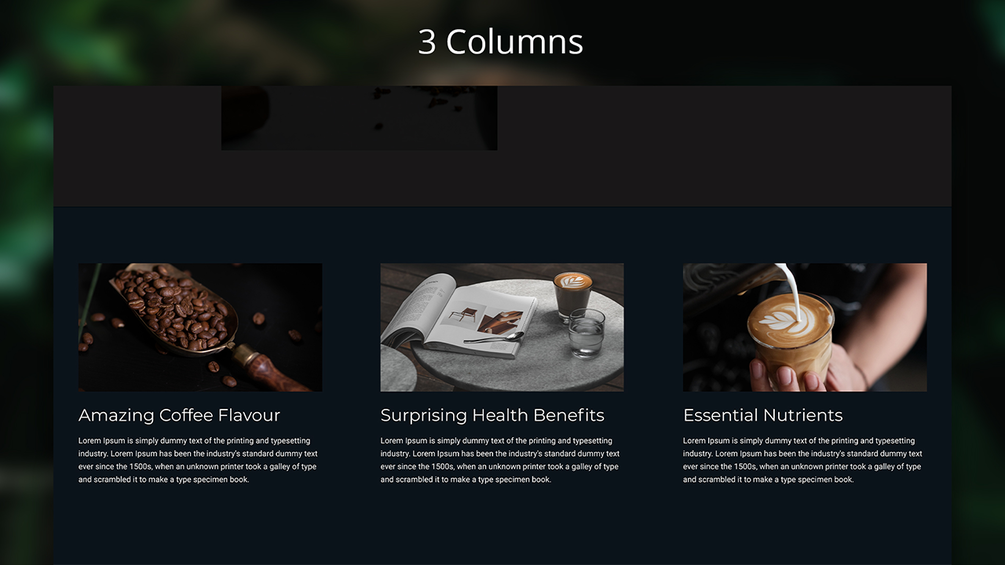 3 Columns
Amazing Coffee Flavour
Lorem Ipsum is simply dummy text of the printing and typesetting
industry. Lorem Ipsum has been the industry's standard dummy text
ever since the 1500s, when an unknown printer took a galley of type
and scrambled it to make a type specimen book.
Surprising Health Benefits
Lorem Ipsum is simply dummy text of the printing and typesetting
industry. Lorem Ipsum has been the industry's standard dummy text
ever since the 1500s, when an unknown printer took a galley of type
and scrambled it to make a type specimen book.
Essential Nutrients
Lorem Ipsum is simply dummy text of the printing and typesetting
industry. Lorem Ipsum has been the industry's standard dummy text
ever since the 1500s, when an unknown printer took a galley of type
and scrambled it to make a type specimen book.